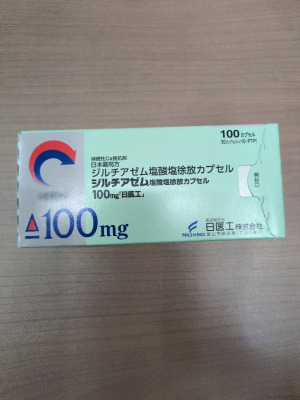 100カプセル
持続性Ca拮抗剤
日本薬局方
ジルチアゼム塩酸塩徐放カプセル
ジルチアゼム塩酸塩徐放カプセル
100mg「日医工」
100mg
NICHIIKO
日医工株式会社